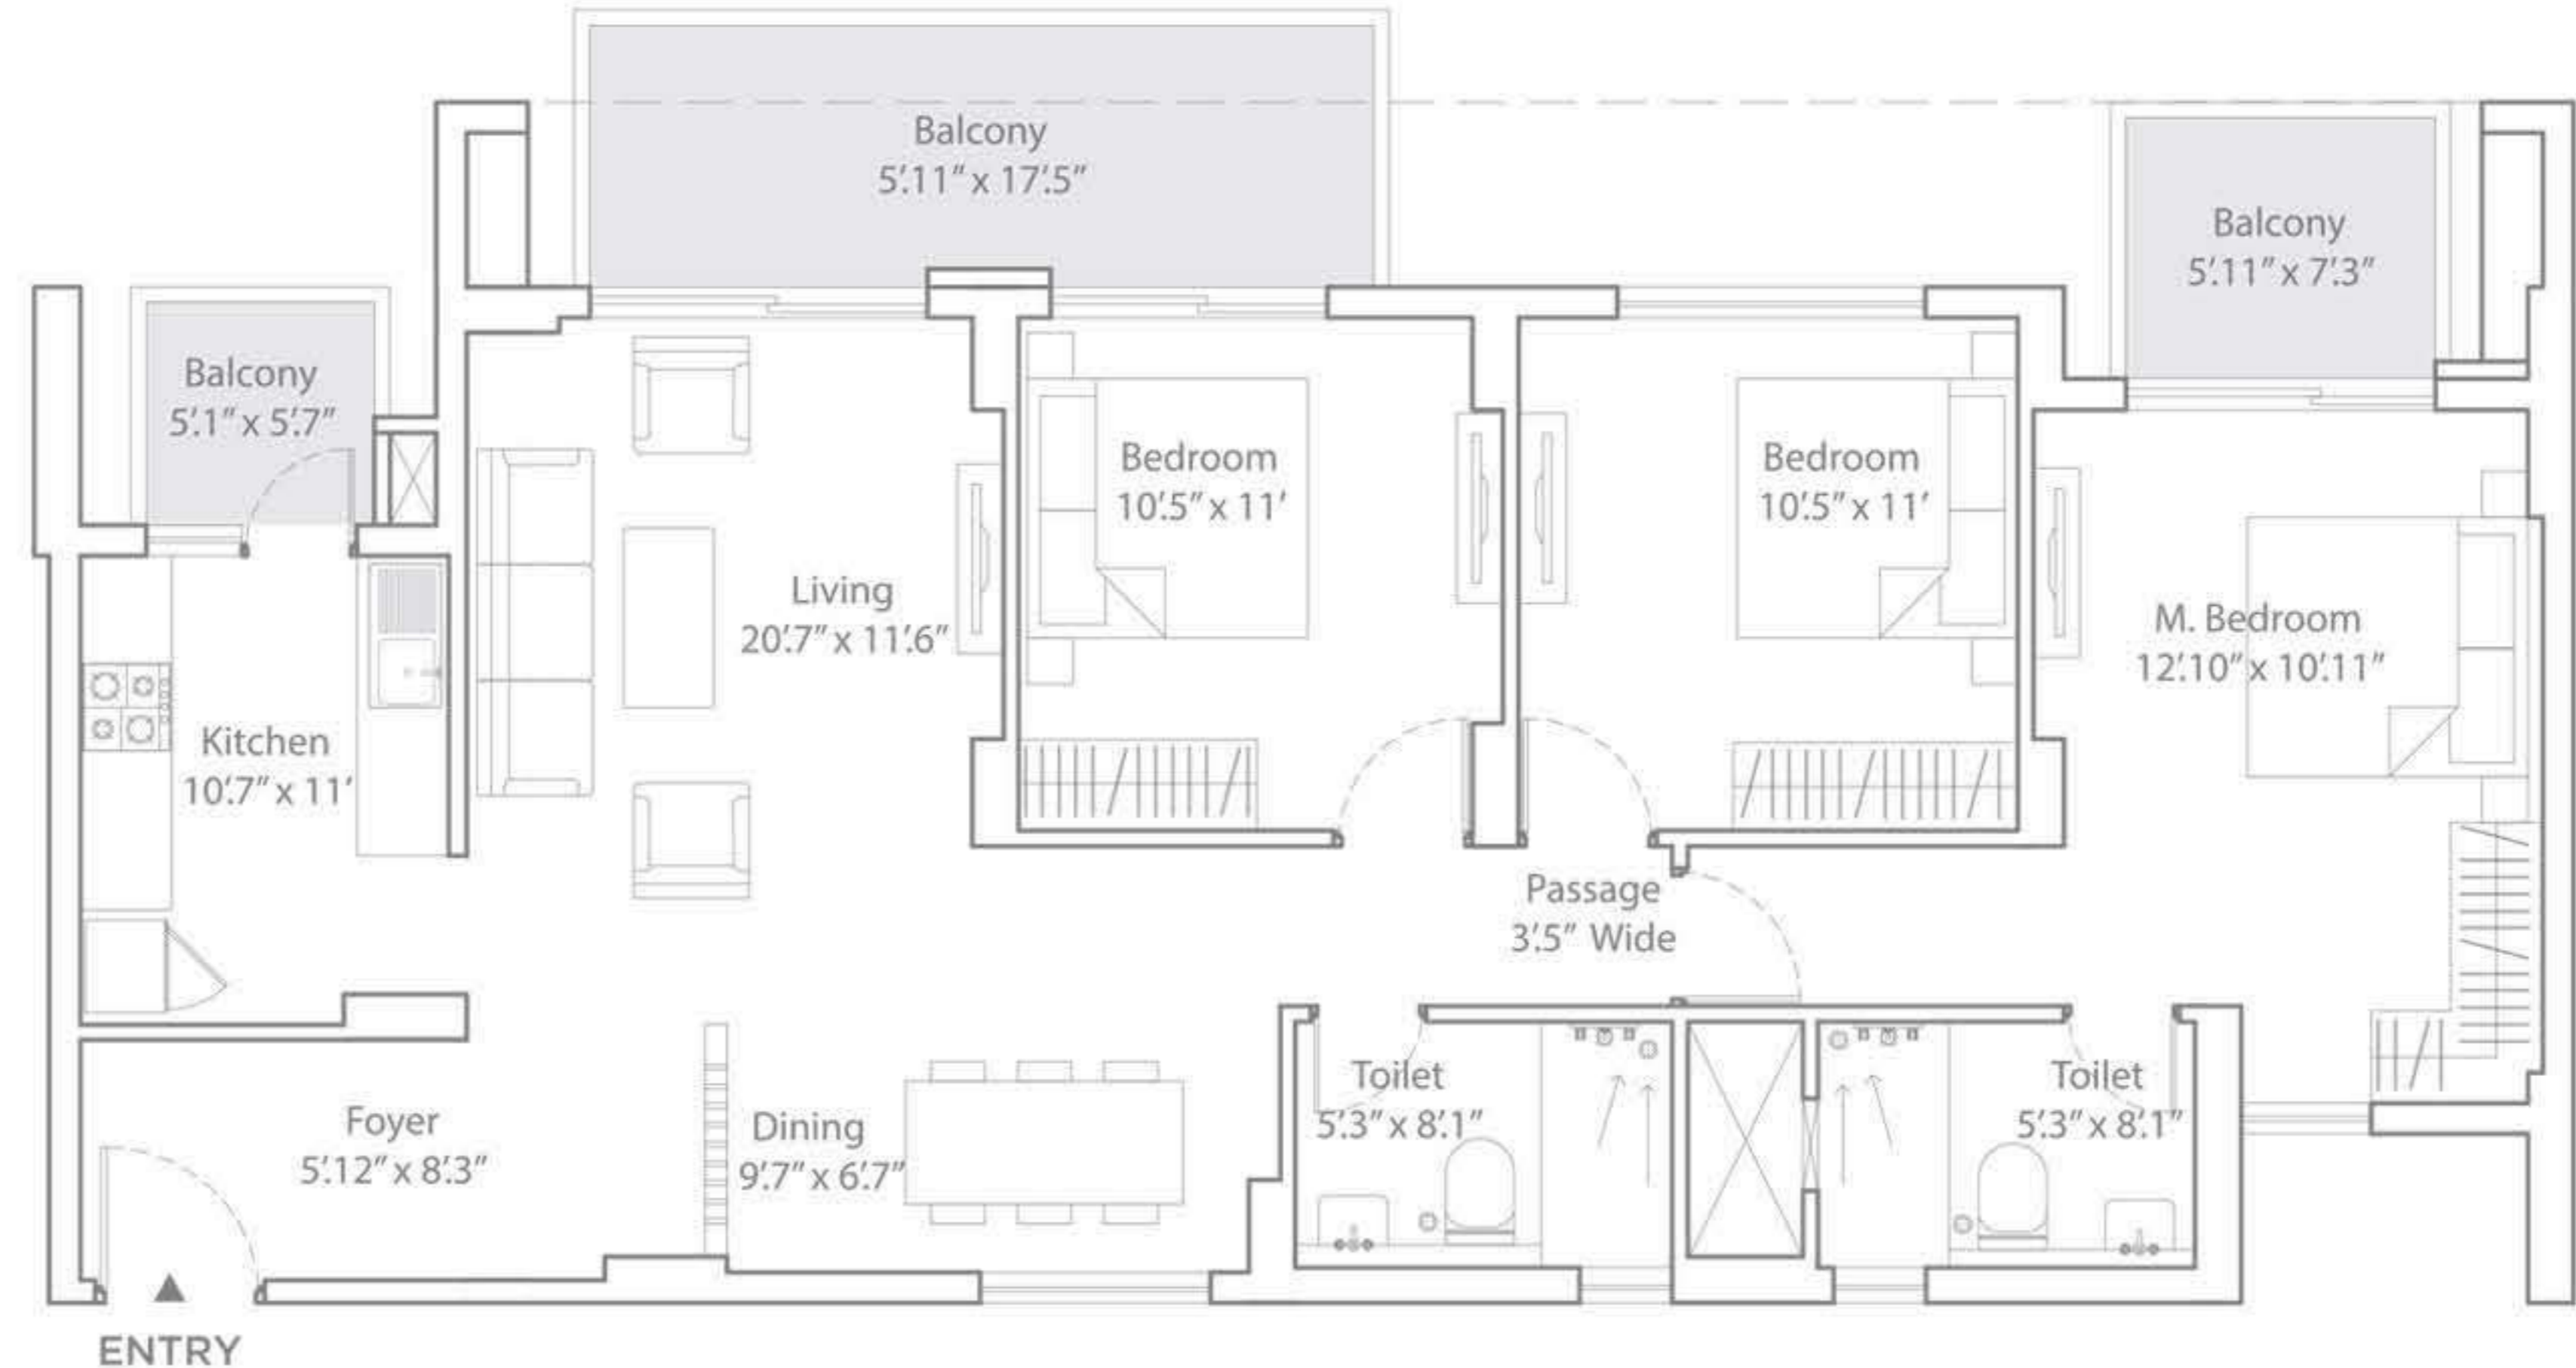 Balcony
5'.11" x 17'.5"
Balcony
5'.11" x 7'.3"
Balcony
5'.1" x 5'.7"
Bedroom
10'.5" x 11'
Bedroom
10'.5" x 11'
Living
20'.7" x 11'.6"
M. Bedroom
12'.10" x 10'.11"
Kitchen
10'.7" x 11'
Passage
3'.5" Wide
Foyer
5'.12" x 8'.3"
Dining
9'.7" x 6'.7"
Toilet
5'.3" x 8'.1"
Toilet
5'.3" x 8'.1"
ENTRY